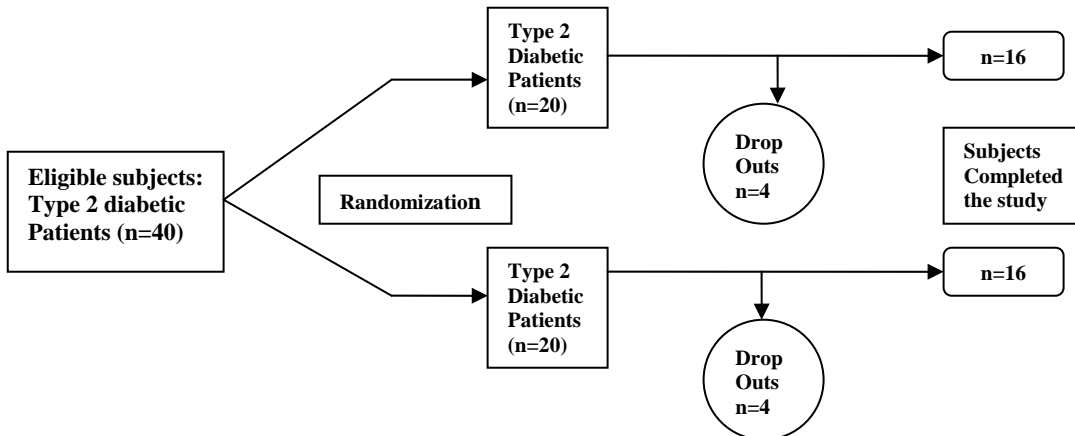 Eligible subjects:
Type 2 diabetic
Patients (n=40)
Randomization
Type 2
Diabetic
Patients
(n=20)
Drop
Outs
n=4
n=16
Subjects
Completed
the study
Type 2
Diabetic
Patients
(n=20)
Drop
Outs
n=4
n=16